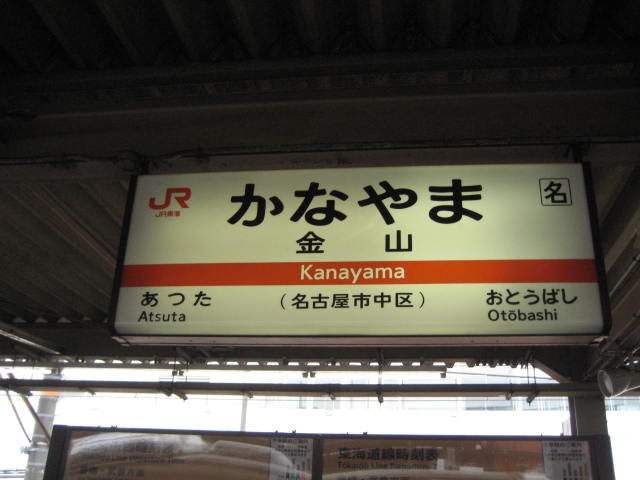 JR
JR東海
かなやま
名
金山
Kanayama
あつた
Atsuta
(名古屋市中区)
おとうばし
Otōbashi
東海道線時刻表